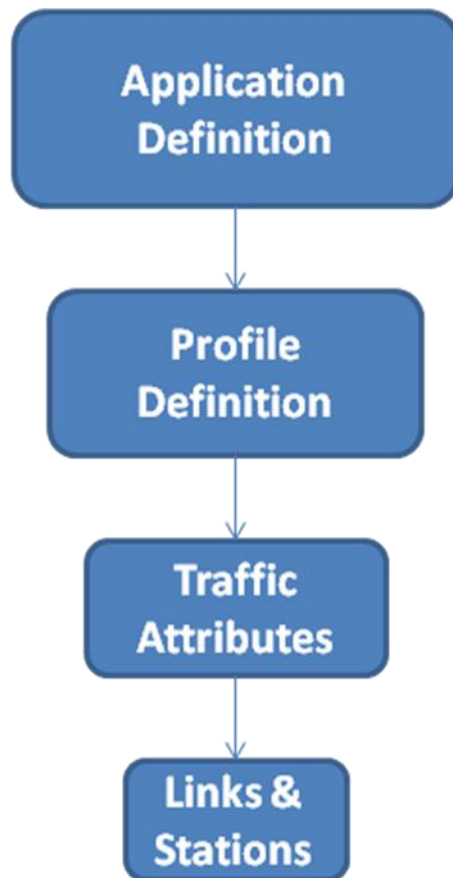 Application
Definition
Profile
Definition
Traffic
Attributes
Links &
Stations